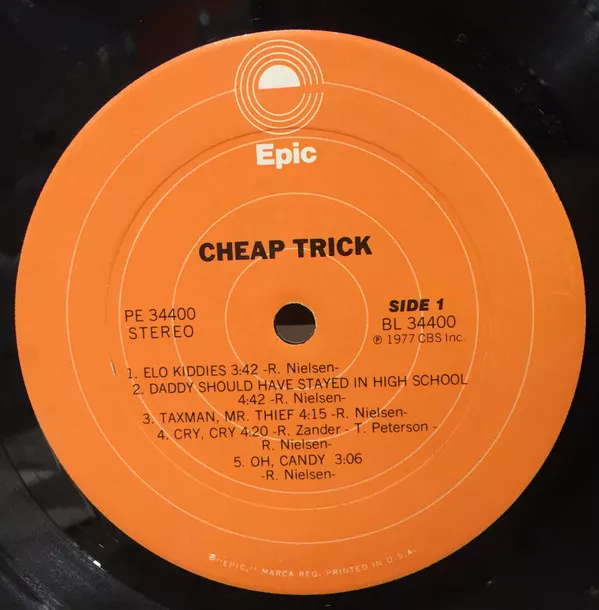 Epic
CHEAP TRICK
PE 34400
STEREO
SIDE 1
BL 34400
℗ 1977 CBS Inc.
1. ELO KIDDIES 3:42 -R. Nielsen-
2. DADDY SHOULD HAVE STAYED IN HIGH SCHOOL
4:42 -R. Nielsen-
3. TAXMAN, MR. THIEF 4:15 -R. Nielsen-
4. CRY, CRY 4:20 -R. Zander - T. Peterson -
R. Nielsen-
5. OH, CANDY 3:06
-R. Nielsen-
"EPIC," MARCA REG. PRINTED IN U.S.A.